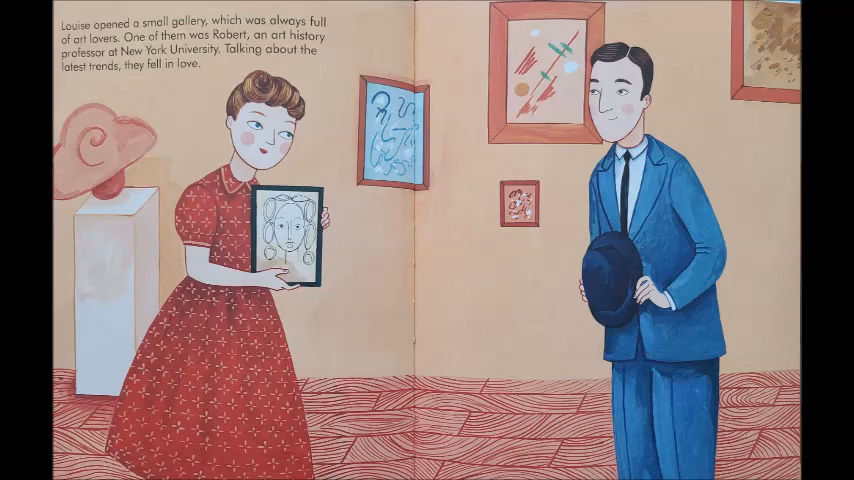 Louise opened a small gallery, which was always full
of art lovers. One of them was Robert, an art history
professor at New York University. Talking about the
latest trends, they fell in love.